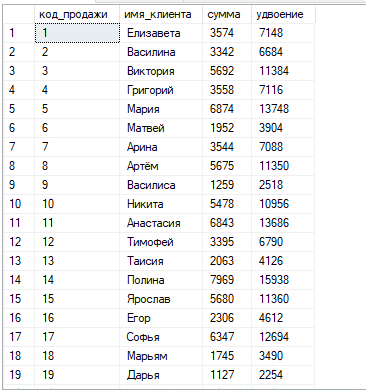 код_продажи имя_клиента сумма удвоение
1 1 Елизавета 3574 7148
2 2 Василина 3342 6684
3 3 Виктория 5692 11384
4 4 Григорий 3558 7116
5 5 Мария 6874 13748
6 6 Матвей 1952 3904
7 7 Арина 3544 7088
8 8 Артём 5675 11350
9 9 Василиса 1259 2518
10 10 Никита 5478 10956
11 11 Анастасия 6843 13686
12 12 Тимофей 3395 6790
13 13 Таисия 2063 4126
14 14 Полина 7969 15938
15 15 Ярослав 5680 11360
16 16 Егор 2306 4612
17 17 Софья 6347 12694
18 18 Марьям 1745 3490
19 19 Дарья 1127 2254